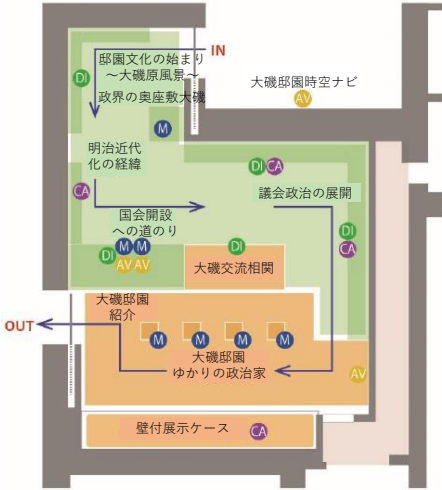 IN
邸園文化の始まり
～大磯原風景～
DI
政界の奥座敷大磯
大磯邸園時空ナビ
AV
M
明治近代
化の経緯
DI CA
CA
議会政治の展開
国会開設
への道のり
DI
CA
M M
DI
AV AV
DI
大磯交流相関
大磯邸園
紹介
OUT
M M M M
大磯邸園
ゆかりの政治家
AV
壁付展示ケース
CA